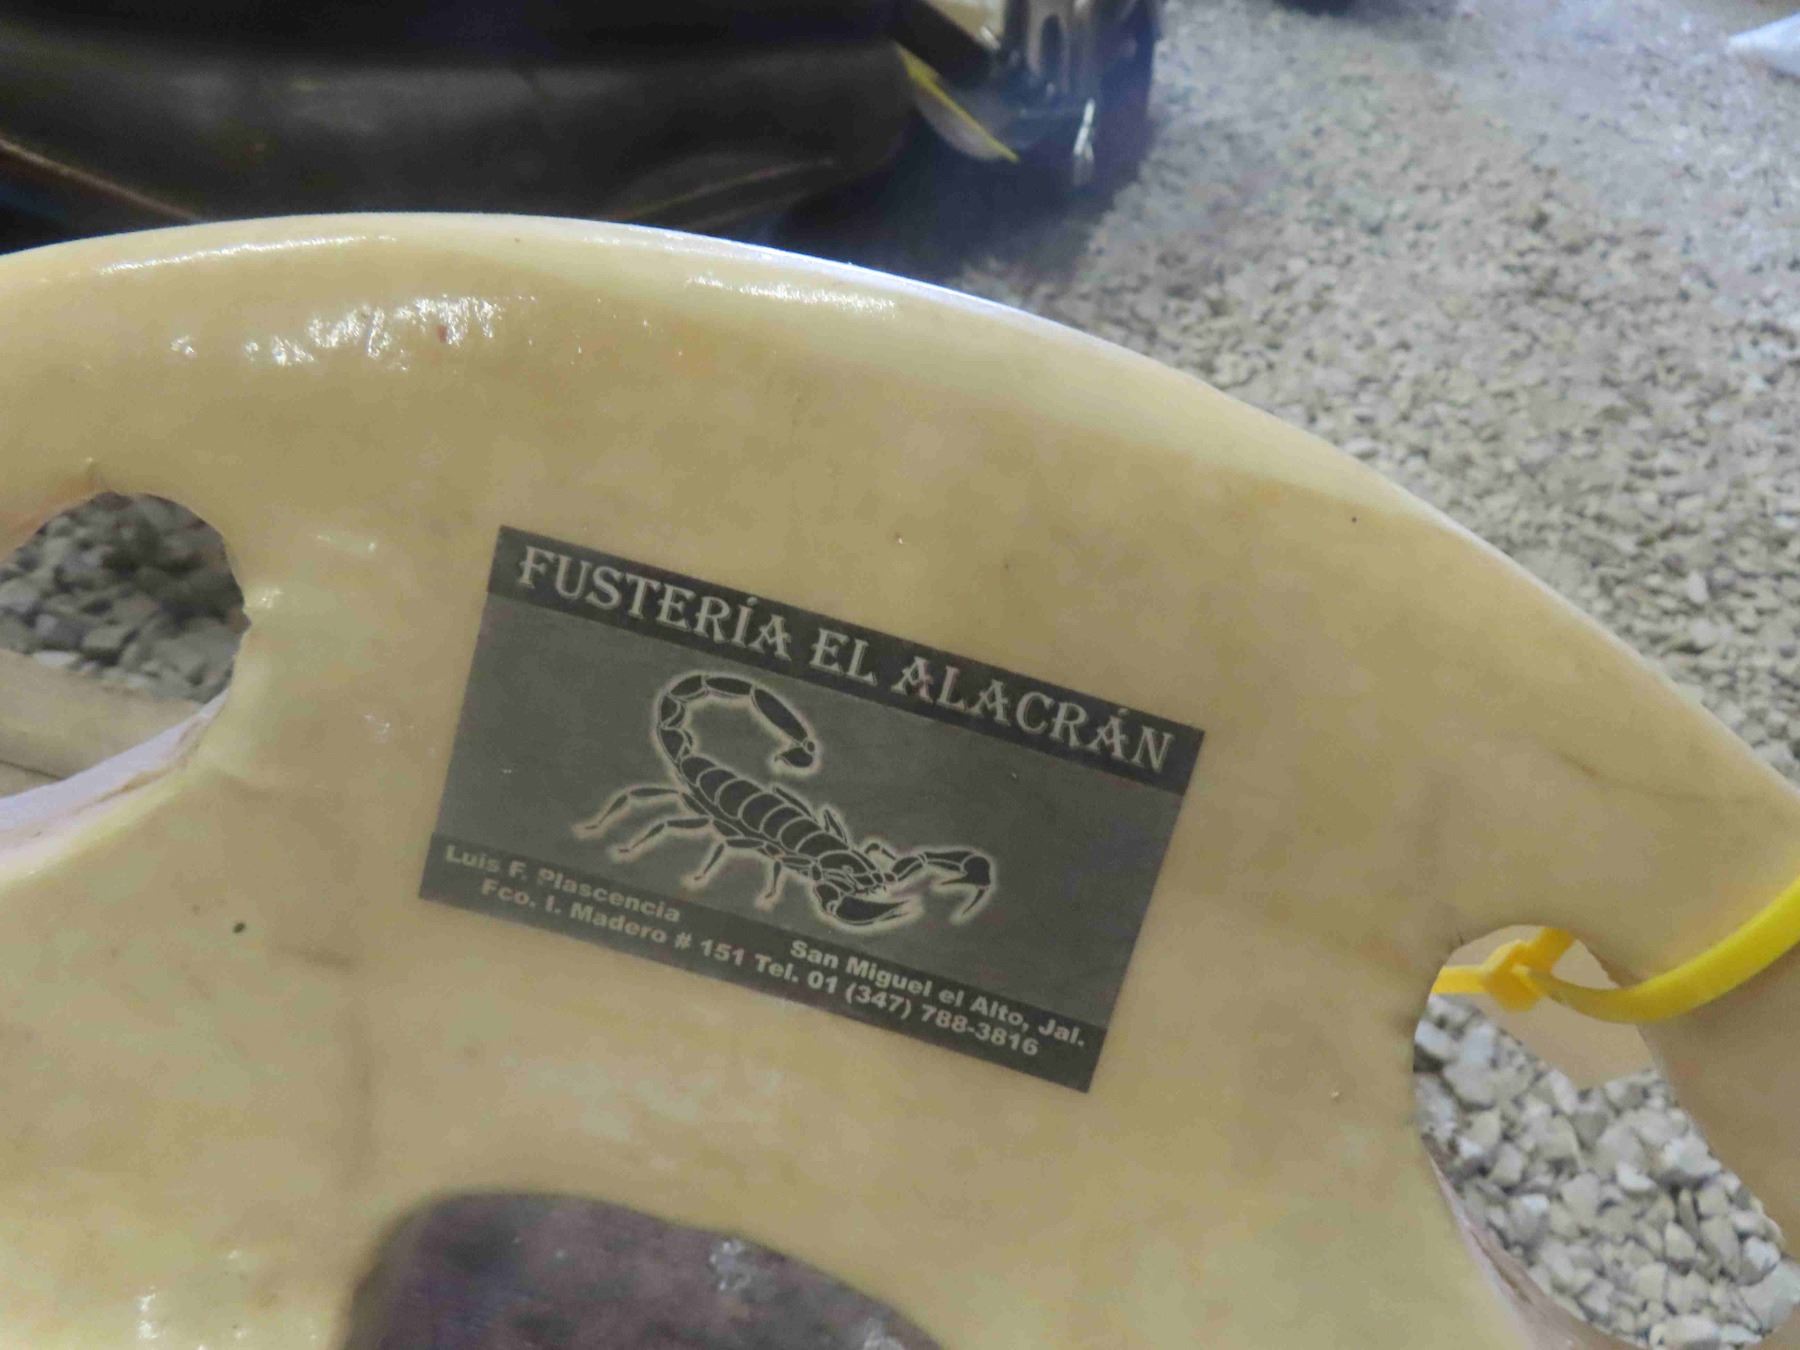 FUSTERÍA EL ALACRÁN
Luis F. Plascencia
San Miguel el Alto, Jal.
Fco. I. Madero # 151 Tel. 01 (347) 788-3816